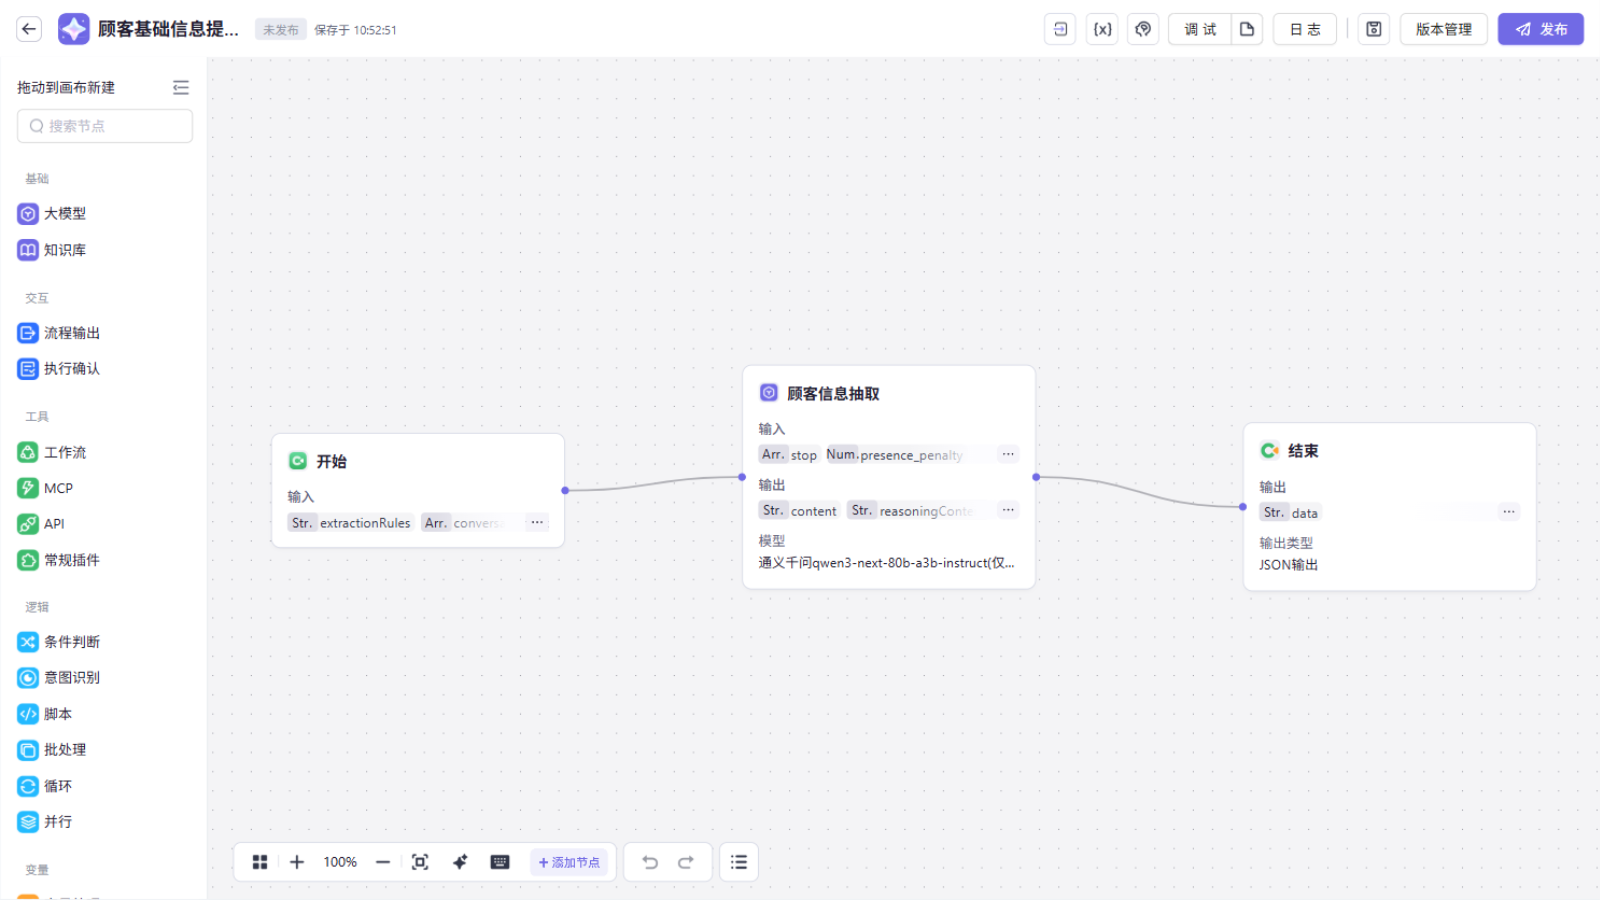 顾客基础信息提...
未发布
保存于 10:52:51
{x}
调 试
日 志
版本管理
发布
拖动到画布新建
搜索节点
基础
大模型
知识库
交互
流程输出
执行确认
工具
工作流
MCP
API
常规插件
逻辑
条件判断
意图识别
脚本
批处理
循环
并行
变量
开始
输入
Str. extractionRules Arr. convers ...
顾客信息抽取
输入
Arr. stop Num. presence_penalty ...
输出
Str. content Str. reasoningConte ...
模型
通义千问qwen3-next-80b-a3b-instruct(仅...
结束
输出
Str. data ...
输出类型
JSON输出
100%
+ 添加节点